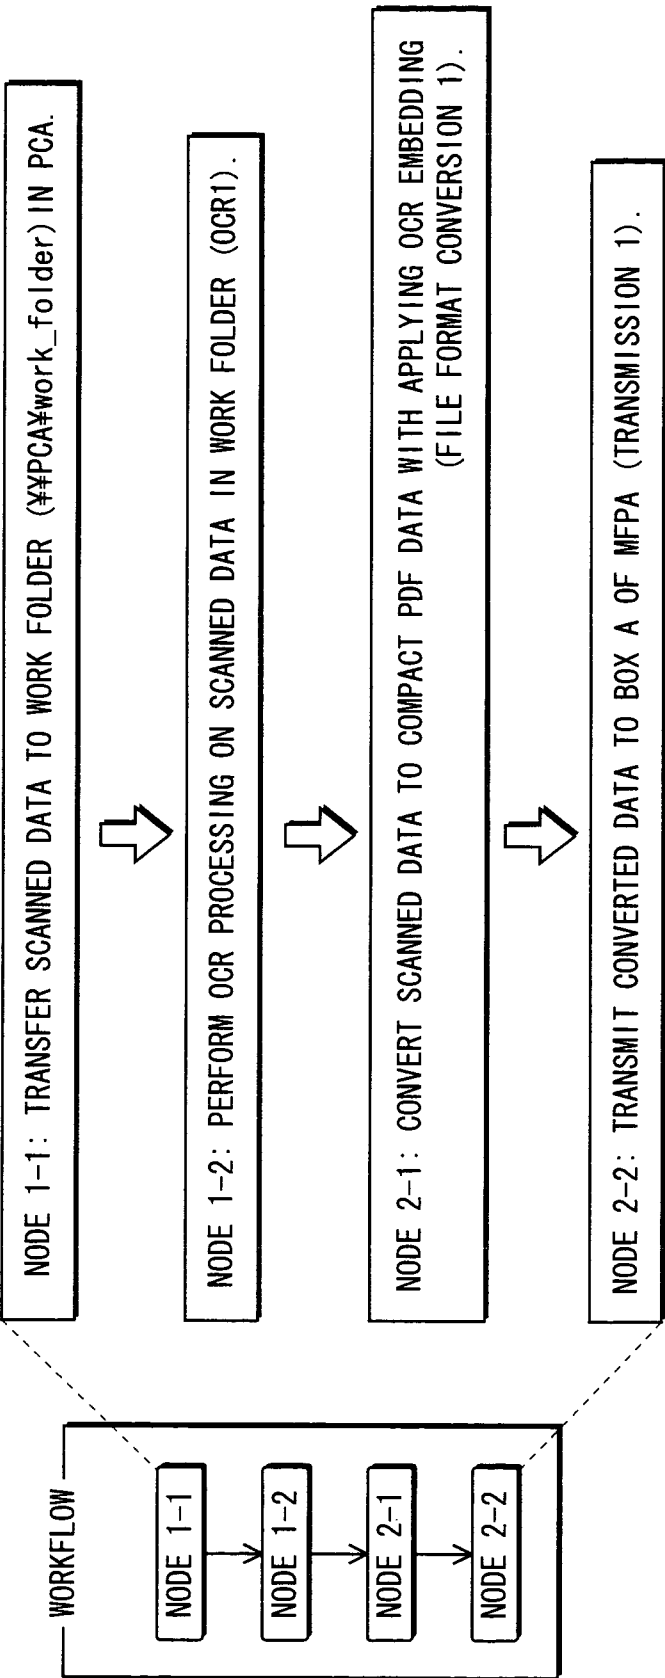 WORKFLOW
NODE 1-1
NODE 1-2
NODE 2-1
NODE 2-2
NODE 1-1: TRANSFER SCANNED DATA TO WORK FOLDER (¥¥PCA¥work_folder)IN PCA.
NODE 1-2: PERFORM OCR PROCESSING ON SCANNED DATA IN WORK FOLDER (OCR1).
NODE 2-1: CONVERT SCANNED DATA TO COMPACT PDF DATA WITH APPLYING OCR EMBEDDING
(FILE FORMAT CONVERSION 1).
NODE 2-2: TRANSMIT CONVERTED DATA TO BOX A OF MFPA (TRANSMISSION 1).